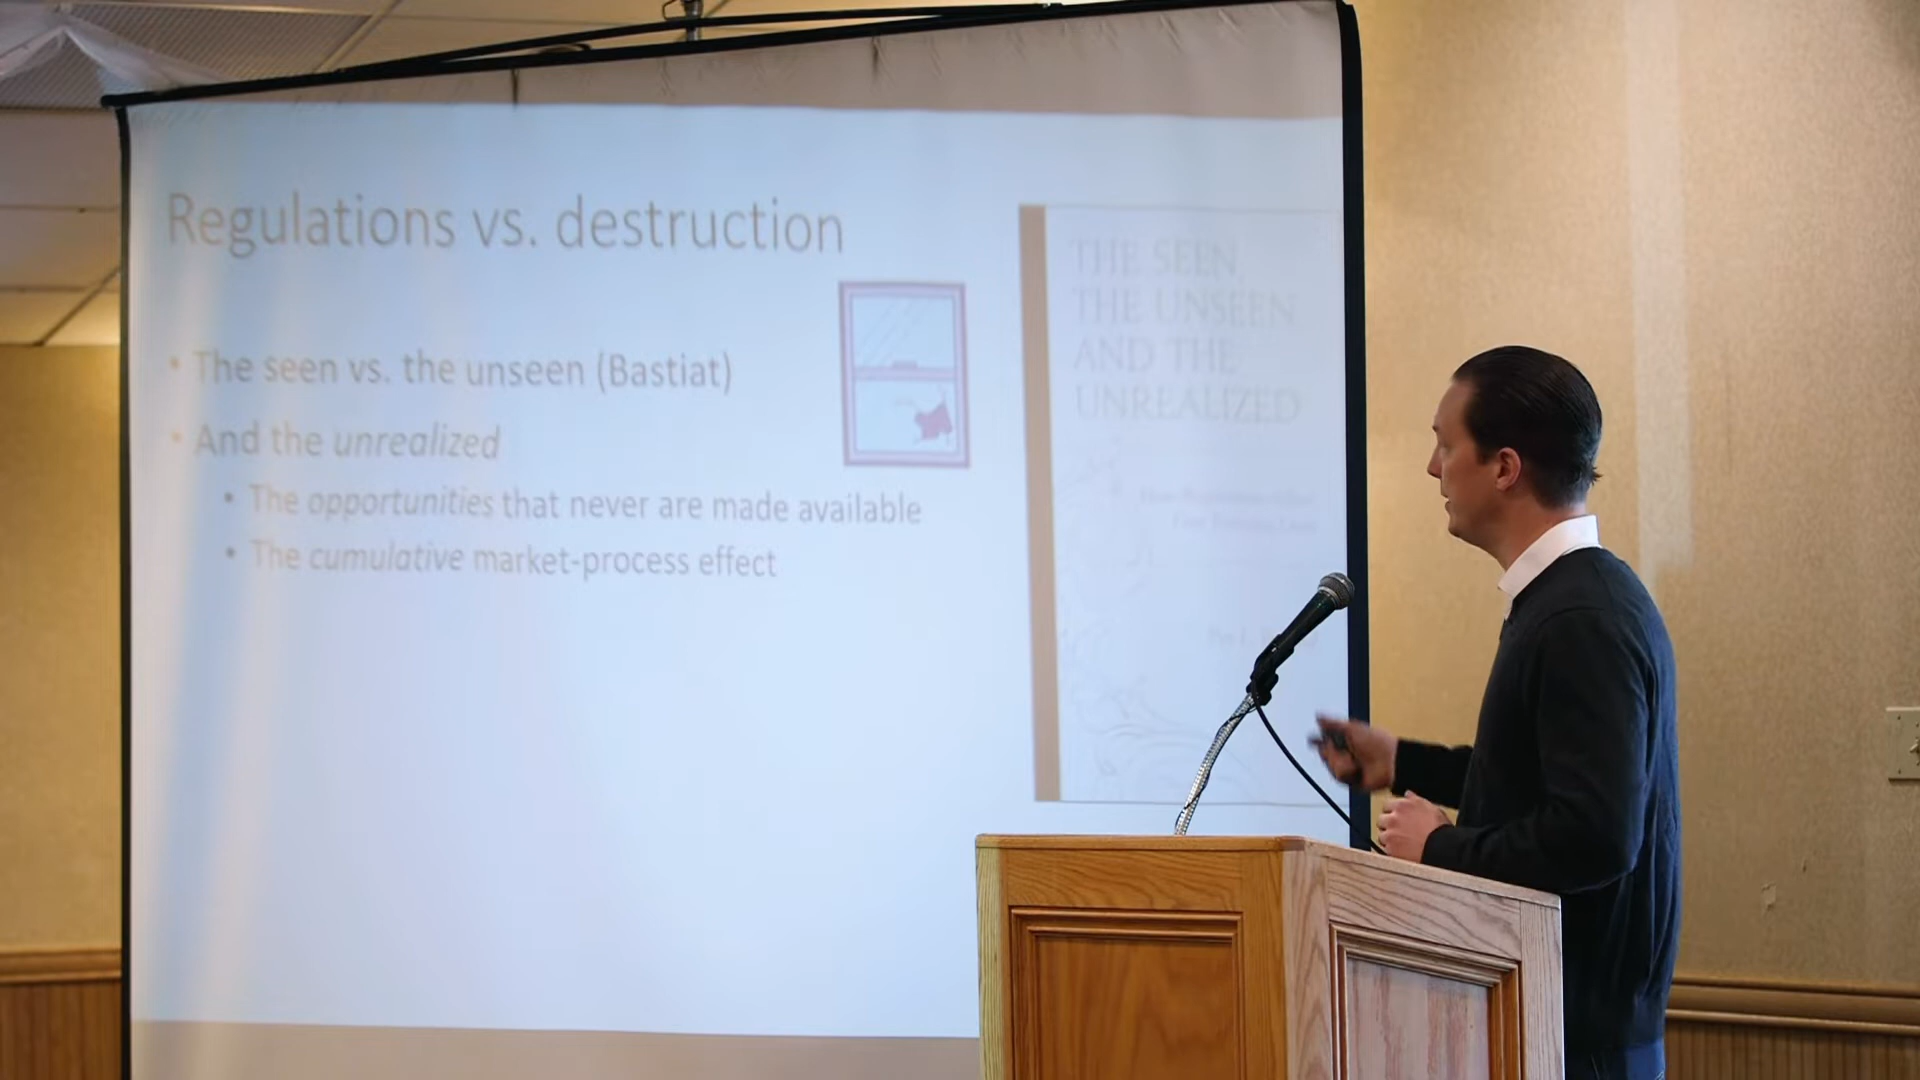 Regulations vs. destruction
• The seen vs. the unseen (Bastiat)
• And the unrealized
• The opportunities that never are made available
• The cumulative market-process effect
THE SEEN
THE UNSEEN
AND THE
UNREALIZED